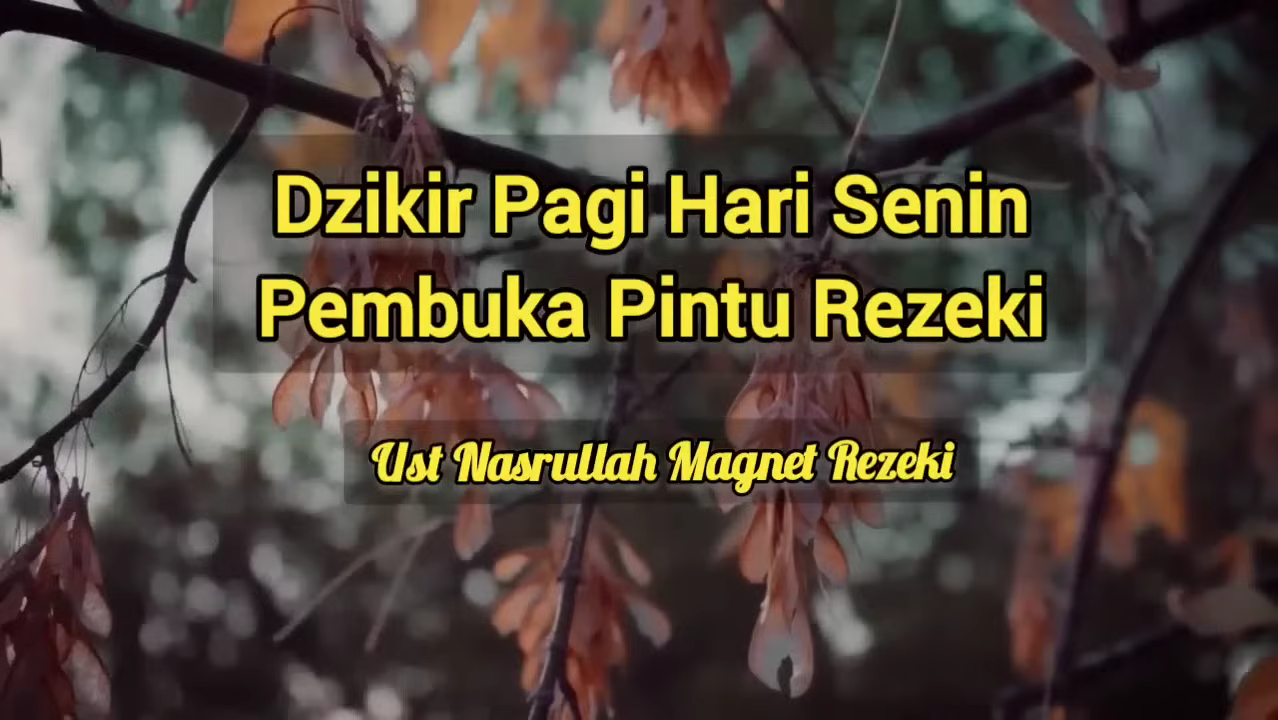 Dzikir Pagi Hari Senin
Pembuka Pintu Rezeki
Ust Nasrullah Magnet Rezeki